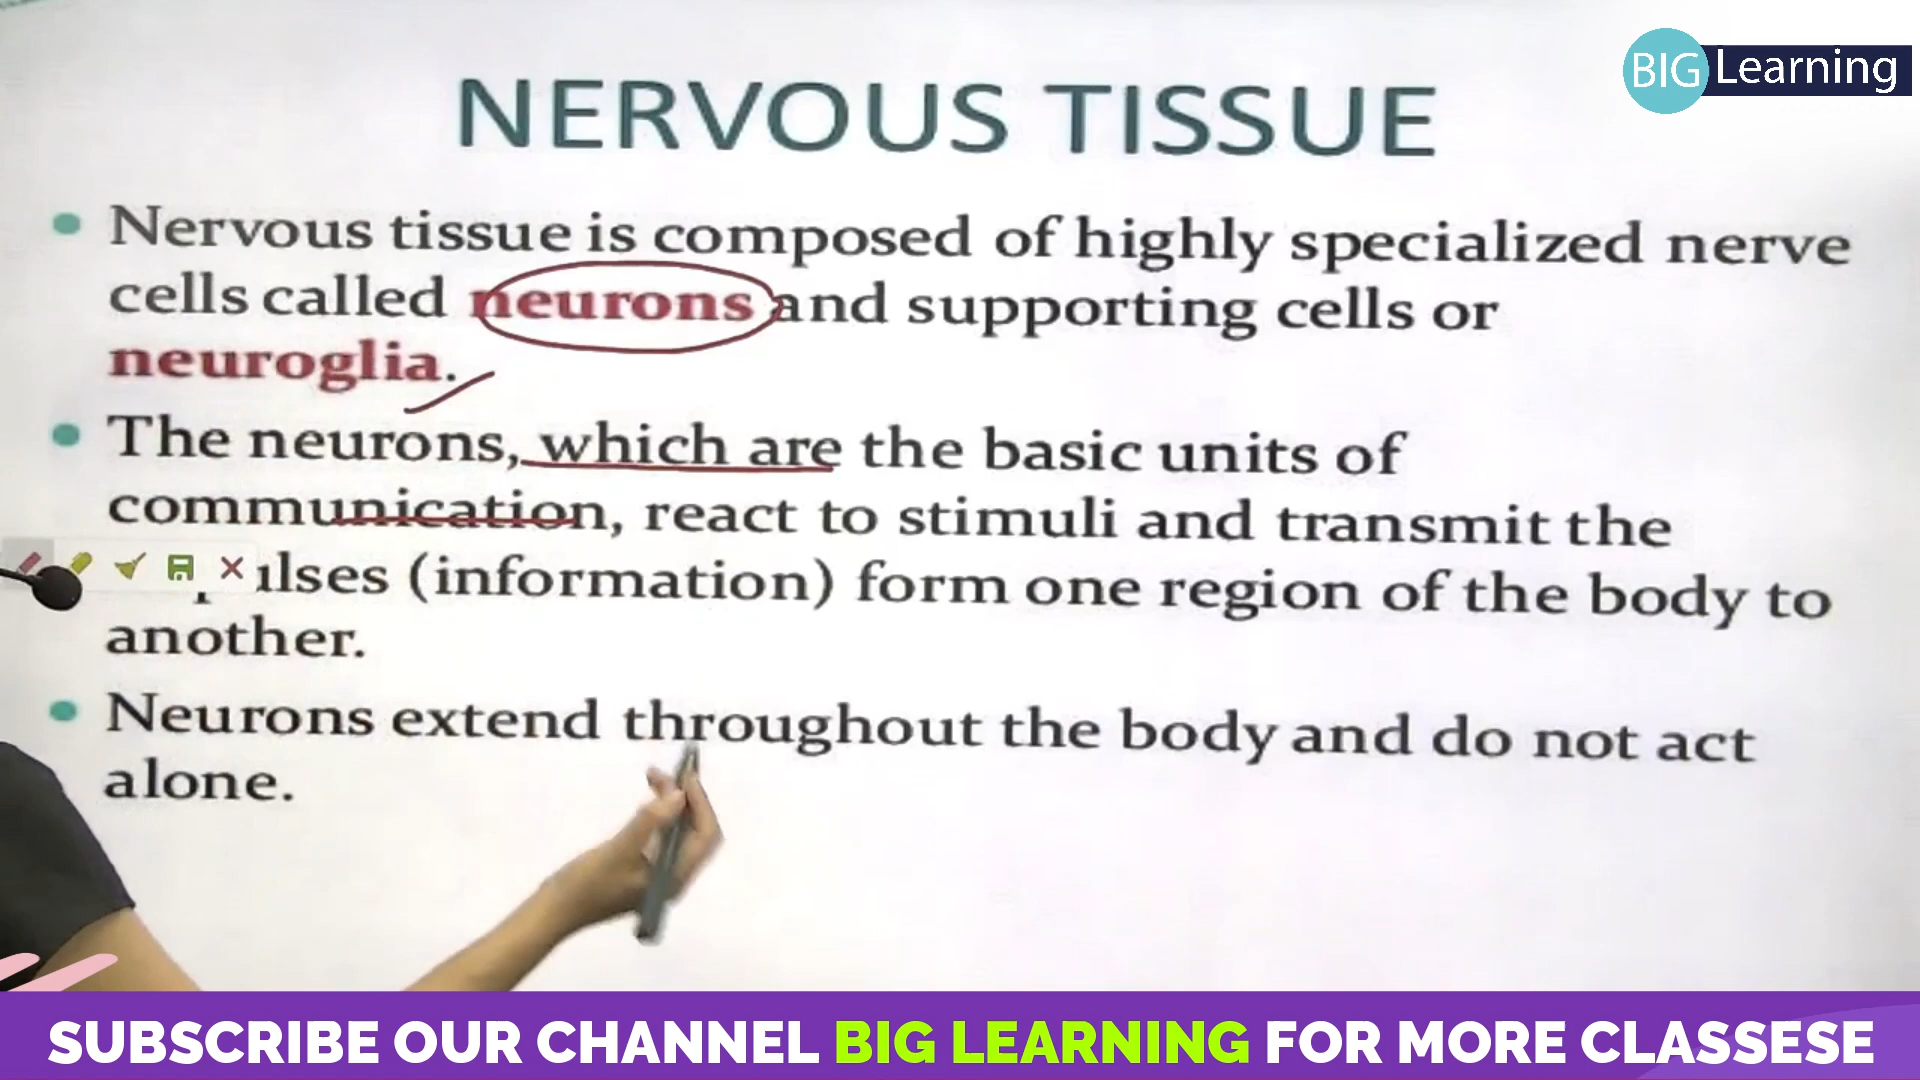 BIG Learning
NERVOUS TISSUE
• Nervous tissue is composed of highly specialized nerve
cells called neurons and supporting cells or
neuroglia.
• The neurons, which are the basic units of
communication, react to stimuli and transmit the
(information) form one region of the body to
another.
• Neurons extend throughout the body and do not act
alone.
SUBSCRIBE OUR CHANNEL BIG LEARNING FOR MORE CLASSESE